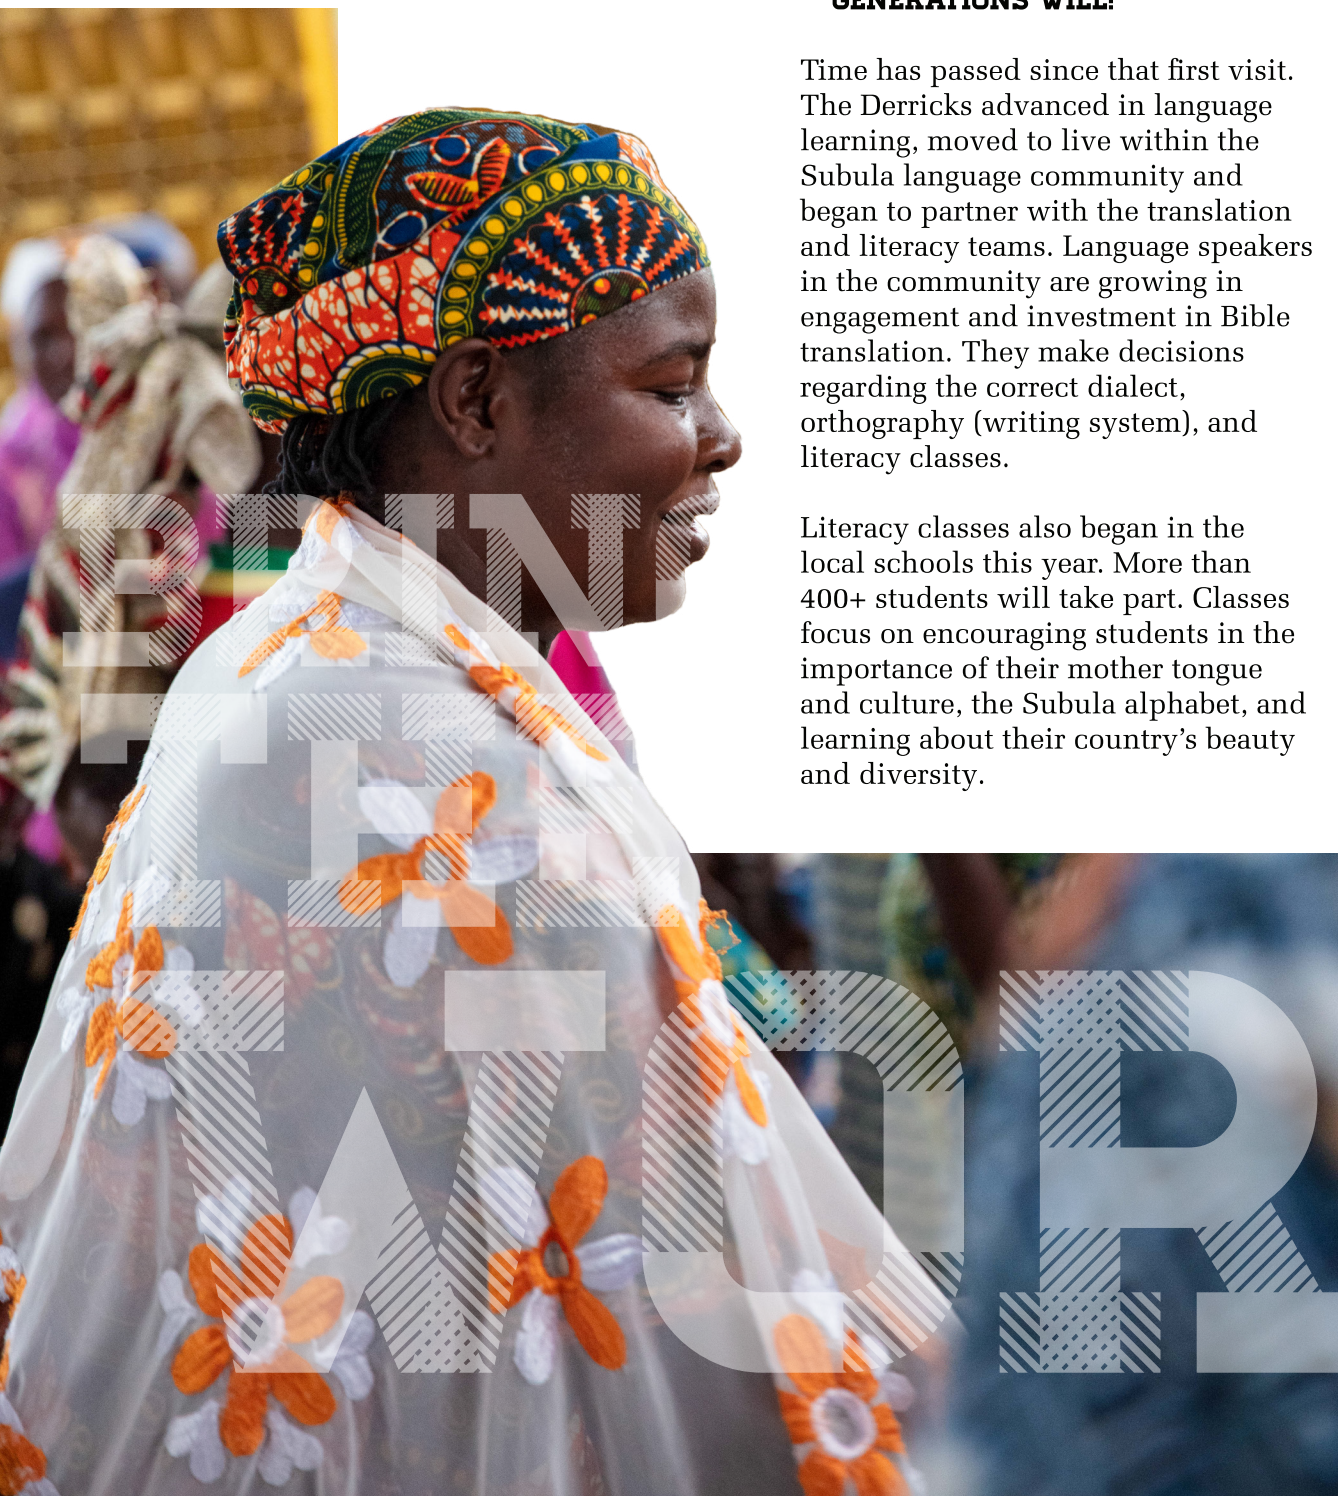 GENERATIONS WILL!
Time has passed since that first visit.
The Derricks advanced in language
learning, moved to live within the
Subula language community and
began to partner with the translation
and literacy teams. Language speakers
in the community are growing in
engagement and investment in Bible
translation. They make decisions
regarding the correct dialect,
orthography (writing system), and
literacy classes.
Literacy classes also began in the
local schools this year. More than
400+ students will take part. Classes
focus on encouraging students in the
importance of their mother tongue
and culture, the Subula alphabet, and
learning about their country’s beauty
and diversity.
BRING
THE
WOR